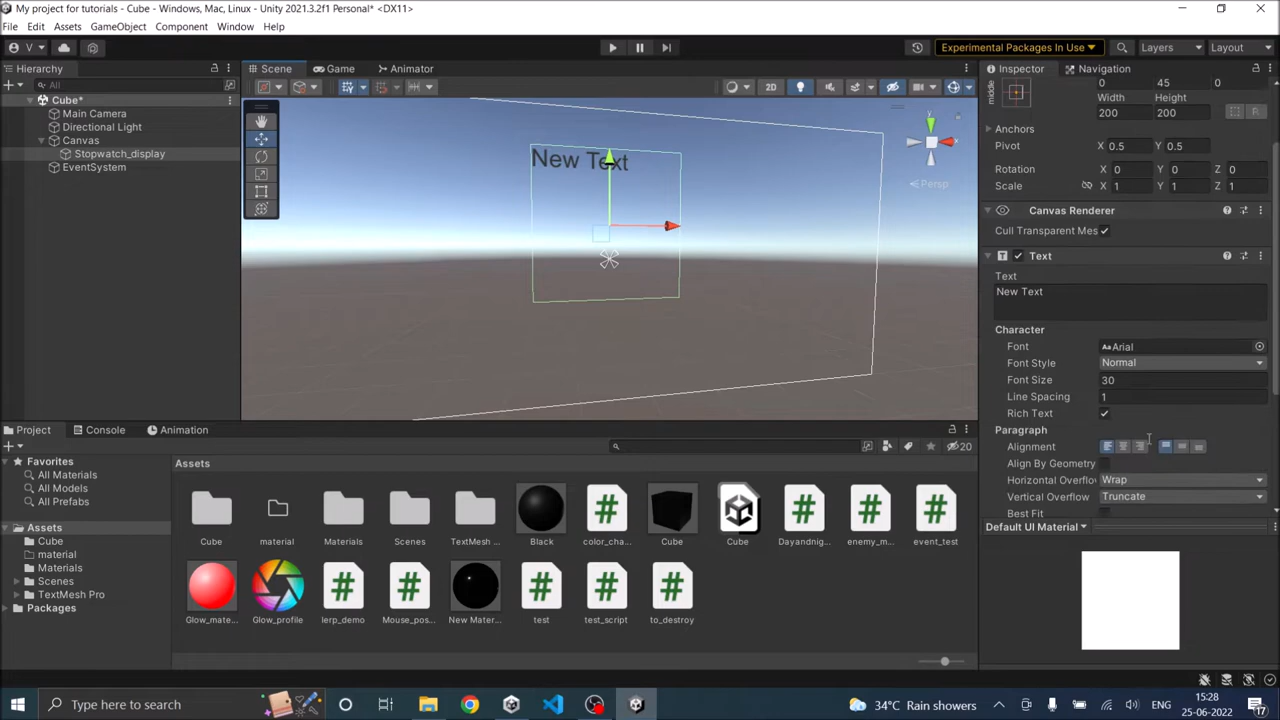 My project for tutorials - Cube - Windows, Mac, Linux - Unity 2021.3.2f1 Personal* <DX11>
File Edit Assets GameObject Component Window Help
V Experimental Packages In Use Layers Layout
Hierarchy Scene Game Animator Inspector Navigation
All
Cube*
Main Camera
Directional Light
Canvas
Stopwatch_display
EventSystem
2D
y
x
Persp
New Text
middle
0 45 0
Width Height
200 200
Anchors
Pivot X 0.5 Y 0.5
Rotation X 0 Y 0 Z 0
Scale X 1 Y 1 Z 1
Canvas Renderer
Cull Transparent Mes
Text
Text
New Text
Character
Font Aa Arial
Font Style Normal
Font Size 30
Line Spacing 1
Rich Text
Paragraph
Alignment
Align By Geometry
Horizontal Overflow Wrap
Vertical Overflow Truncate
Best Fit
Default UI Material
Project Console Animation
20
Favorites
All Materials
All Models
All Prefabs
Assets
Cube
material
Materials
Scenes
TextMesh Pro
Packages
Assets
Cube material Materials Scenes TextMesh ... Black color_cha... Cube Cube Dayandnig... enemy_m... event_test
Glow_mate... Glow_profile lerp_demo Mouse_pos... New Mater... test test_script to_destroy
Type here to search
34°C Rain showers
ENG
15:28
25-06-2022
17